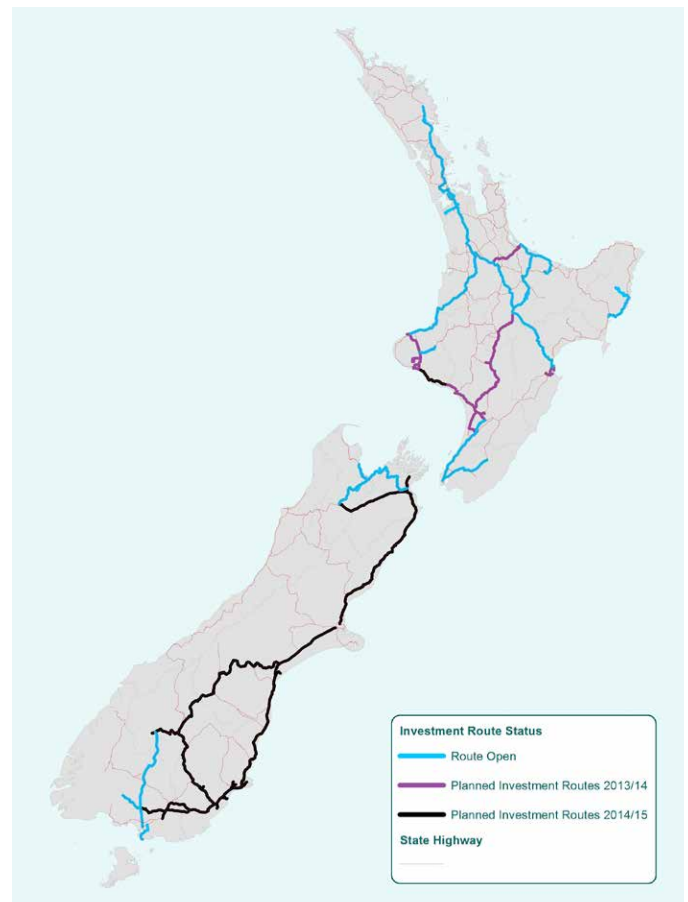 Investment Route Status
Route Open
Planned Investment Routes 2013/14
Planned Investment Routes 2014/15
State Highway